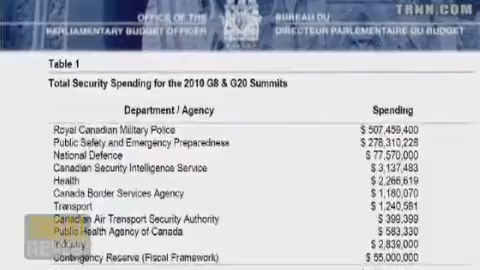 TRNN.COM
OFFICE OF THE
PARLIAMENTARY BUDGET OFFICER
BUREAU DU
DIRECTEUR PARLEMENTAIRE DU BUDGET
Table 1
Total Security Spending for the 2010 G8 & G20 Summits
Department / Agency Spending
Royal Canadian Military Police $ 507,459,400
Public Safety and Emergency Preparedness $ 278,310,228
National Defence $ 77,570,000
Canadian Security Intelligence Service $ 3,137,483
Health $ 2,266,619
Canada Border Services Agency $ 1,180,070
Transport $ 1,240,581
Canadian Air Transport Security Authority $ 399,399
Public Health Agency of Canada $ 583,330
Industry $ 2,839,000
Contingency Reserve (Fiscal Framework) $ 55,000,000